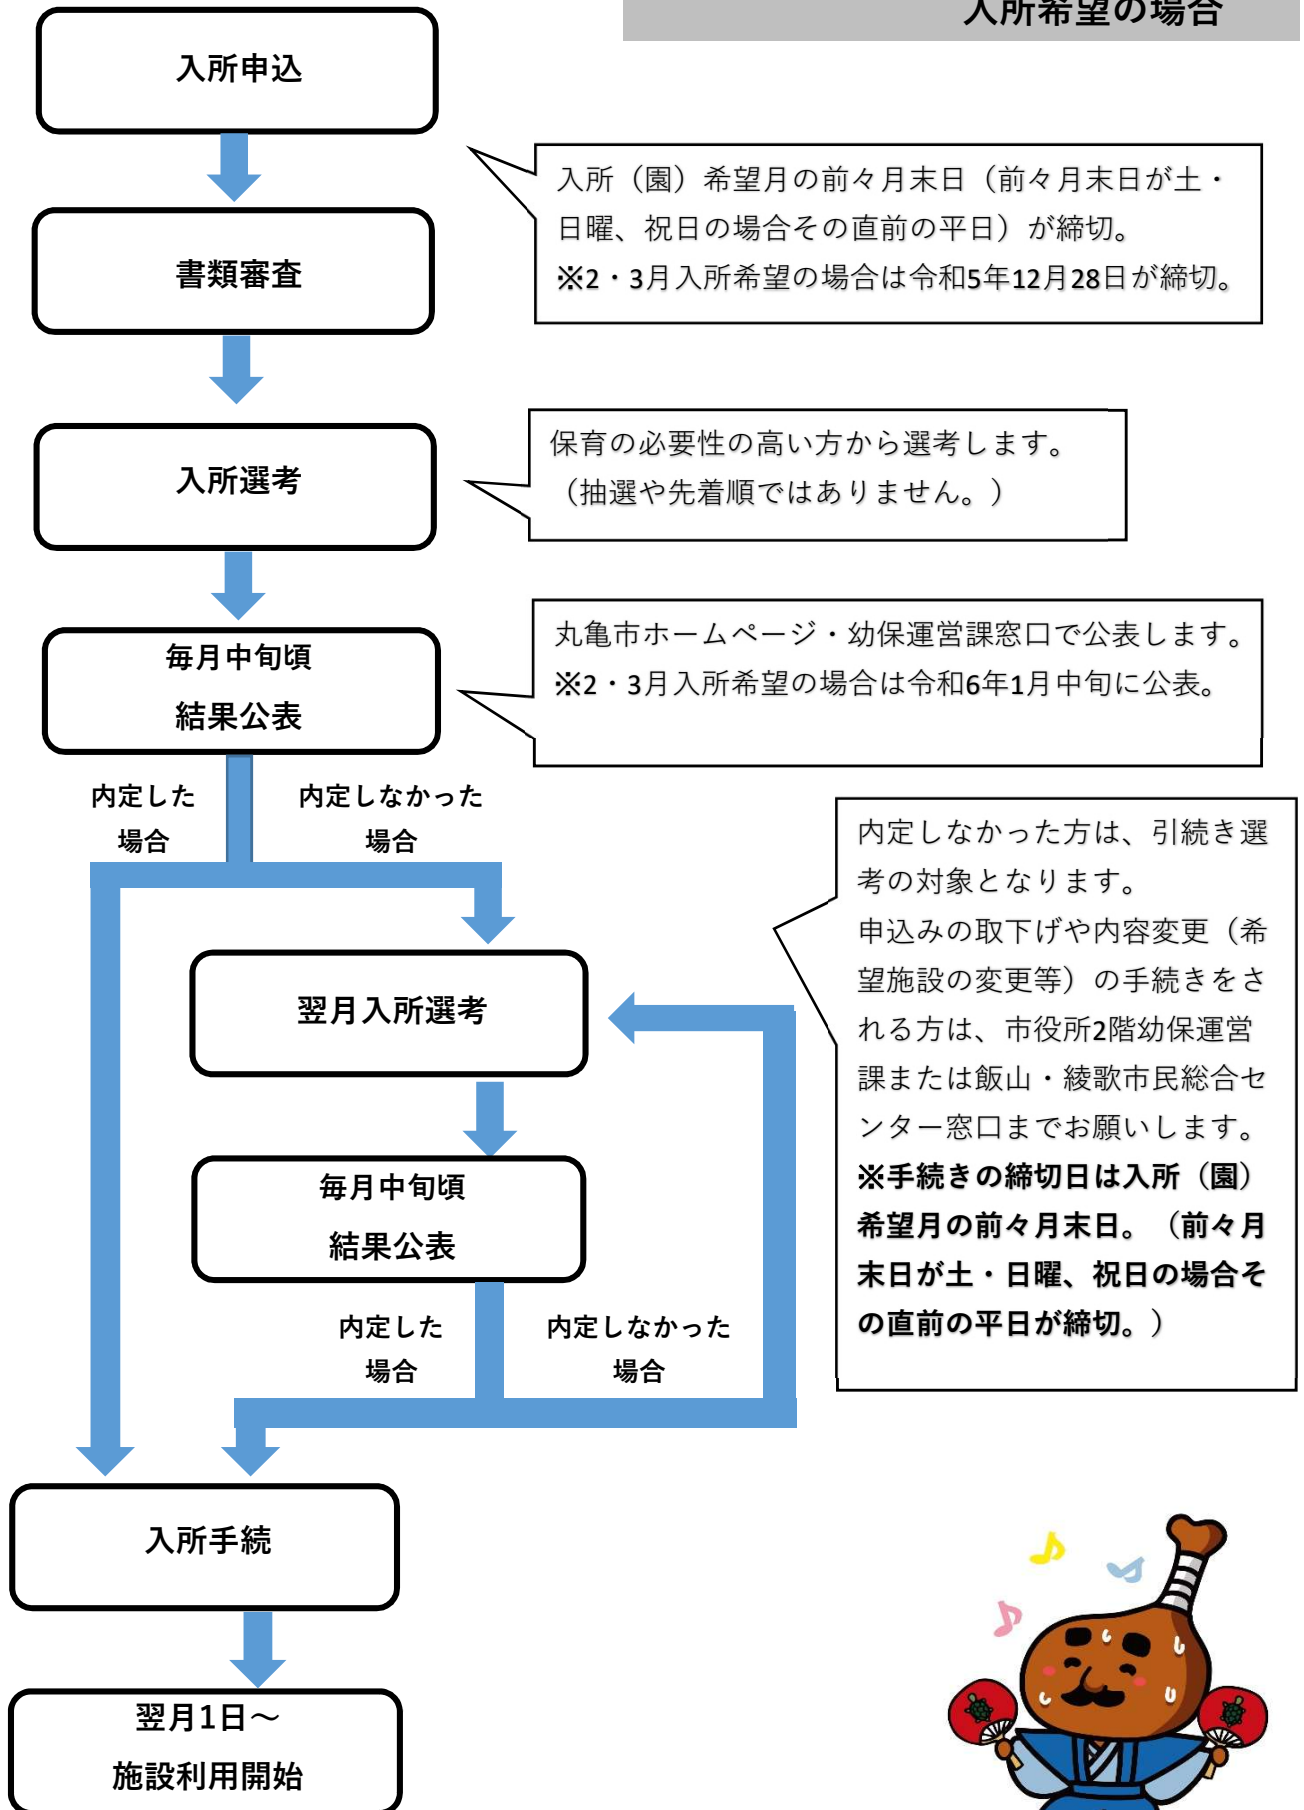 入所希望の場合
入所申込
入所（園）希望月の前々月末日（前々月末日が土・
日曜、祝日の場合その直前の平日）が締切。
※2・3月入所希望の場合は令和5年12月28日が締切。
書類審査
保育の必要性の高い方から選考します。
（抽選や先着順ではありません。）
入所選考
丸亀市ホームページ・幼保運営課窓口で公表します。
※2・3月入所希望の場合は令和6年1月中旬に公表。
毎月中旬頃
結果公表
内定した
場合
内定しなかった
場合
内定しなかった方は、引続き選
考の対象となります。
申込みの取下げや内容変更（希
望施設の変更等）の手続きをさ
れる方は、市役所2階幼保運営
課または飯山・綾歌市民総合セ
ンター窓口までお願いします。
※手続きの締切日は入所（園）
希望月の前々月末日。（前々月
末日が土・日曜、祝日の場合そ
の直前の平日が締切。）
翌月入所選考
毎月中旬頃
結果公表
内定した
場合
内定しなかった
場合
入所手続
翌月1日～
施設利用開始